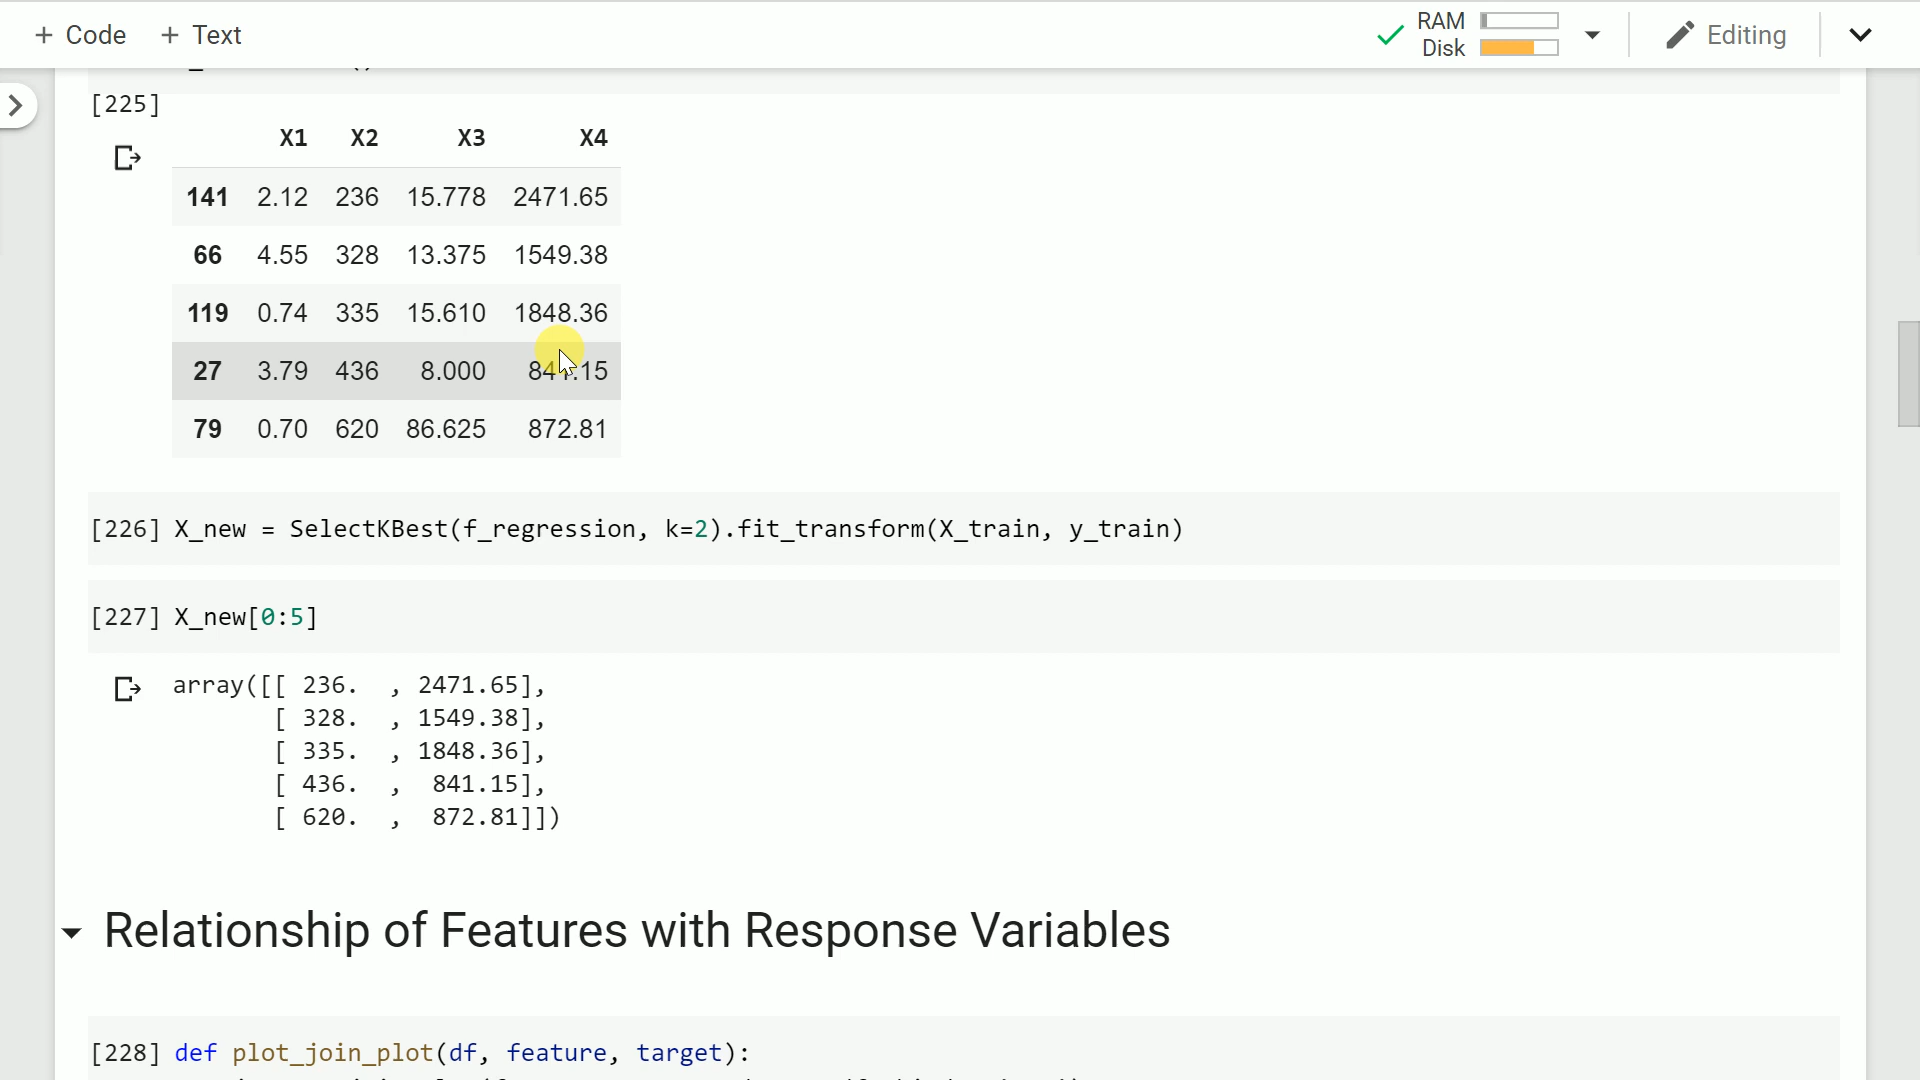 + Code + Text
RAM
Disk
Editing
[225]
X1 X2 X3 X4
141 2.12 236 15.778 2471.65
66 4.55 328 13.375 1549.38
119 0.74 335 15.610 1848.36
27 3.79 436 8.000 841.15
79 0.70 620 86.625 872.81
[226] X_new = SelectKBest(f_regression, k=2).fit_transform(X_train, y_train)
[227] X_new[0:5]
array([[ 236. , 2471.65],
[ 328. , 1549.38],
[ 335. , 1848.36],
[ 436. , 841.15],
[ 620. , 872.81]])
Relationship of Features with Response Variables
[228] def plot_join_plot(df, feature, target):